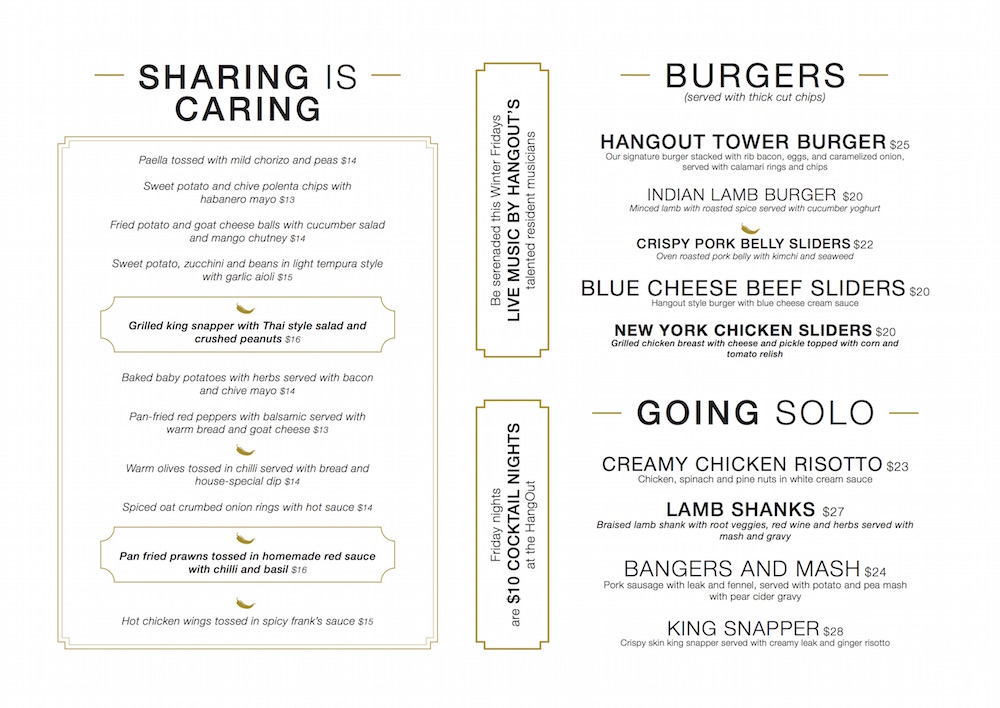 SHARING IS
CARING
Paella tossed with mild chorizo and peas $14
Sweet potato and chive polenta chips with
habanero mayo $13
Fried potato and goat cheese balls with cucumber salad
and mango chutney $14
Sweet potato, zucchini and beans in light tempura style
with garlic aioli $15
Grilled king snapper with Thai style salad and
crushed peanuts $16
Baked baby potatoes with herbs served with bacon
and chive mayo $14
Pan-fried red peppers with balsamic served with
warm bread and goat cheese $13
Warm olives tossed in chilli served with bread and
house-special dip $14
Spiced oat crumbed onion rings with hot sauce $14
Pan fried prawns tossed in homemade red sauce
with chilli and basil $16
Hot chicken wings tossed in spicy frank's sauce $15
Be serenaded this Winter Fridays
LIVE MUSIC BY HANGOUT'S
talented resident musicians
Friday nights
are $10 COCKTAIL NIGHTS
at the HangOut
BURGERS
(served with thick cut chips)
HANGOUT TOWER BURGER $25
Our signature burger stacked with rib bacon, eggs, and caramelized onion,
served with calamari rings and chips
INDIAN LAMB BURGER $20
Minced lamb with roasted spice served with cucumber yoghurt
CRISPY PORK BELLY SLIDERS $22
Oven roasted pork belly with kimchi and seaweed
BLUE CHEESE BEEF SLIDERS $20
Hangout style burger with blue cheese cream sauce
NEW YORK CHICKEN SLIDERS $20
Grilled chicken breast with cheese and pickle topped with corn and
tomato relish
GOING SOLO
CREAMY CHICKEN RISOTTO $23
Chicken, spinach and pine nuts in white cream sauce
LAMB SHANKS $27
Braised lamb shank with root veggies, red wine and herbs served with
mash and gravy
BANGERS AND MASH $24
Pork sausage with leak and fennel, served with potato and pea mash
with pear cider gravy
KING SNAPPER $28
Crispy skin king snapper served with creamy leak and ginger risotto